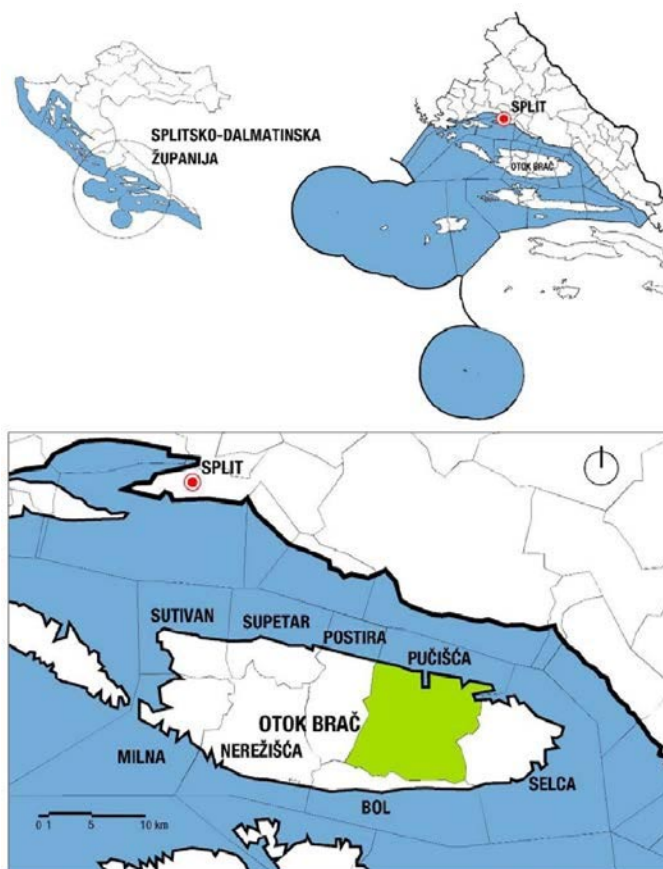 SPLITSKO-DALMATINSKA
ŽUPANIJA
SPLIT
OTOK BRAČ
SPLIT
SUTIVAN
SUPETAR
POSTIRA
PUČIŠĆA
OTOK BRAČ
NEREŽIŠĆA
MILNA
SELCA
BOL
0 1 5 10 km